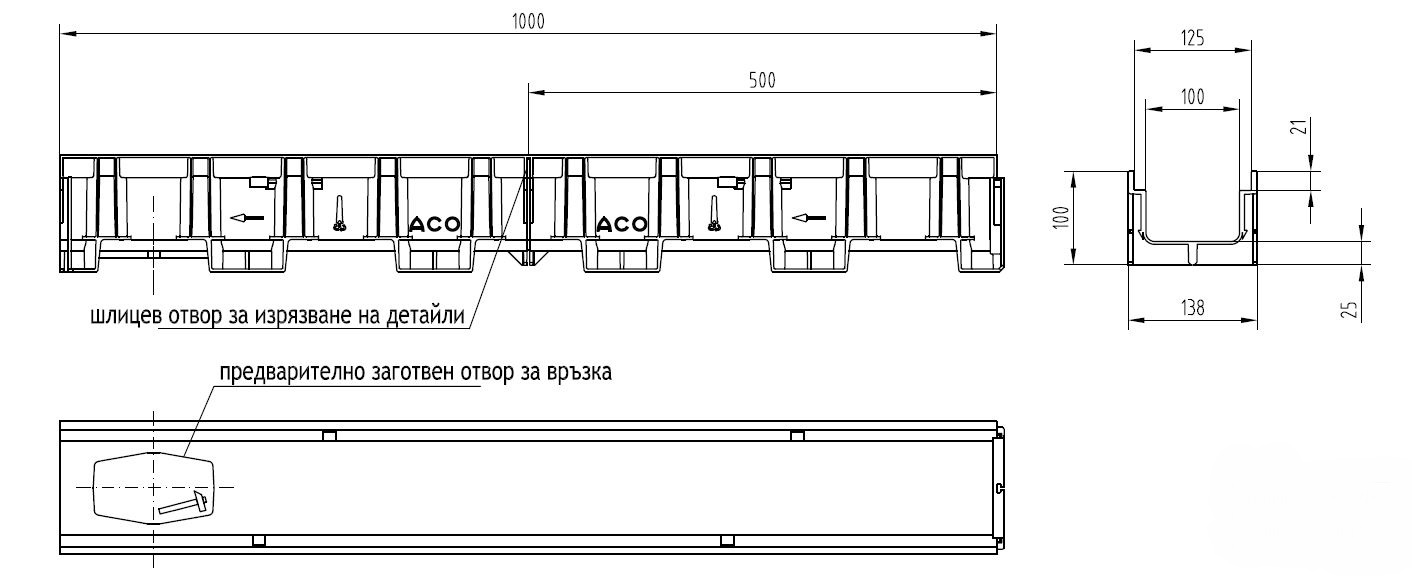 1000
500
125
100
21
100
ACO
ACO
138
25
шлицев отвор за изрязване на детайли
предварително заготвен отвор за връзка